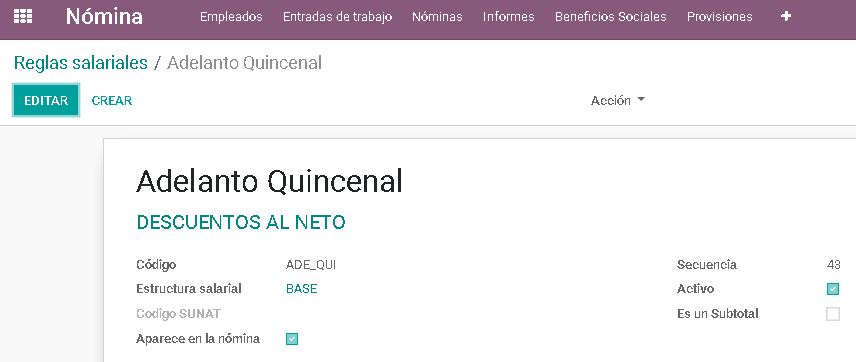 Nómina Empleados Entradas de trabajo Nóminas Informes Beneficios Sociales Provisiones +
Reglas salariales / Adelanto Quincenal
EDITAR CREAR Acción
Adelanto Quincenal
DESCUENTOS AL NETO
Código ADE_QUI Secuencia 43
Estructura salarial BASE Activo
Codigo SUNAT Es un Subtotal
Aparece en la nómina